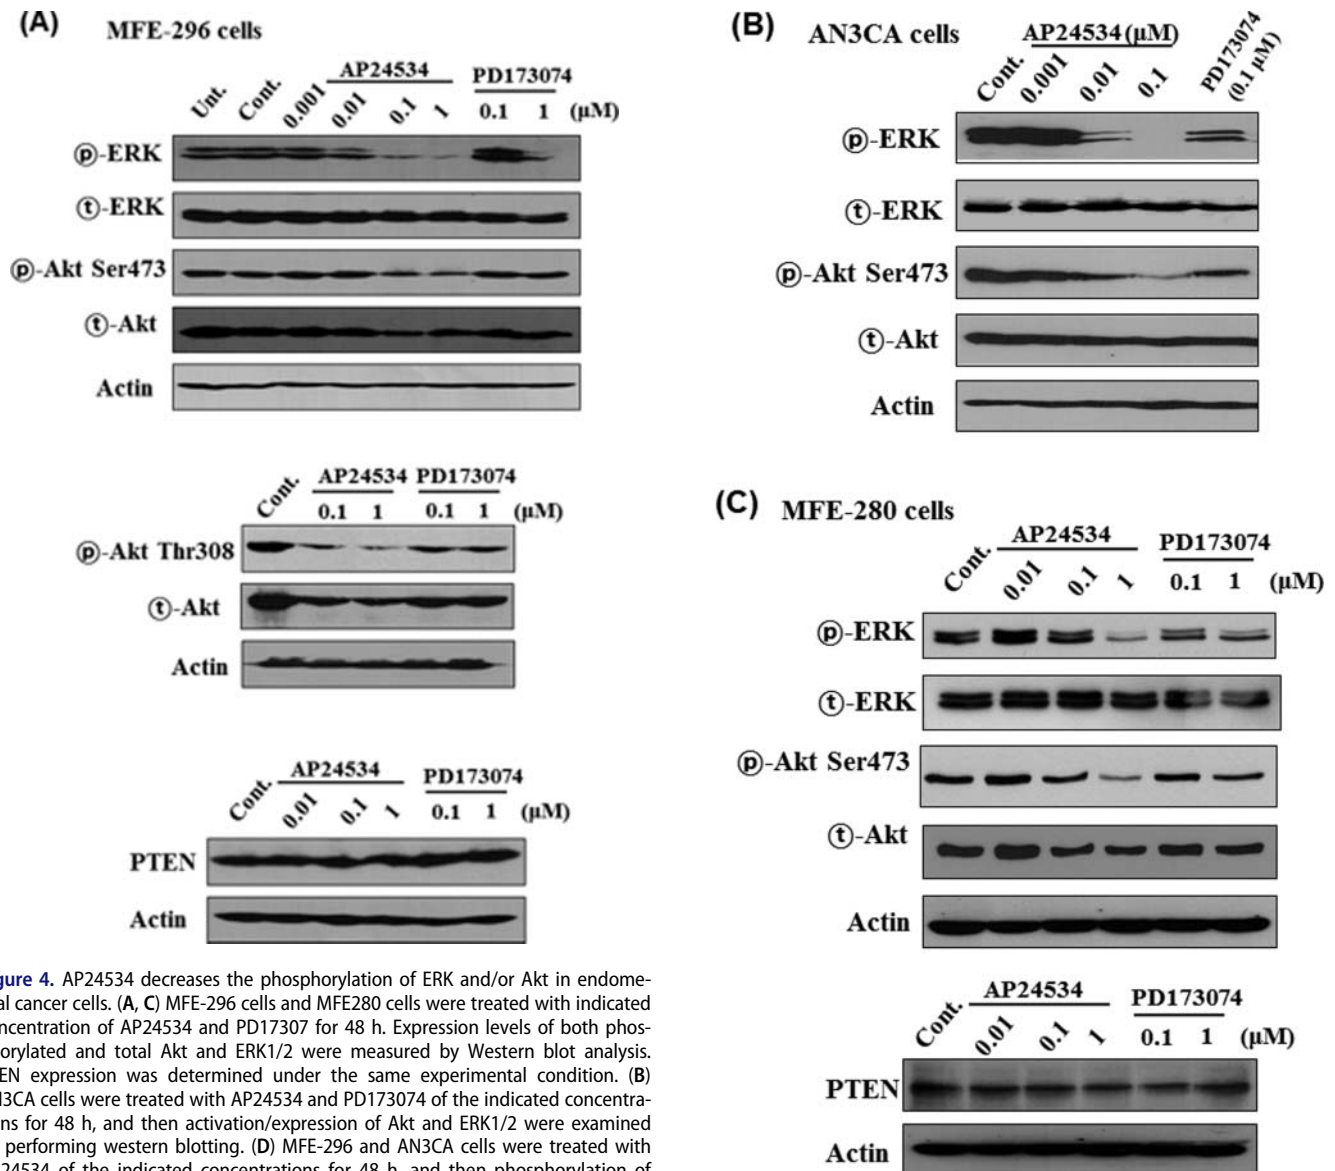 (A) MFE-296 cells
AP24534 PD173074
Unt. Cont. 0.001 0.01 0.1 1 0.1 1 (μM)
ⓟ-ERK
ⓣ-ERK
ⓟ-Akt Ser473
ⓣ-Akt
Actin
AP24534 PD173074
Cont. 0.1 1 0.1 1 (μM)
ⓟ-Akt Thr308
ⓣ-Akt
Actin
AP24534 PD173074
Cont. 0.01 0.1 1 0.1 1 (μM)
PTEN
Actin
gure 4. AP24534 decreases the phosphorylation of ERK and/or Akt in endome-
al cancer cells. (A, C) MFE-296 cells and MFE280 cells were treated with indicated
ncentration of AP24534 and PD17307 for 48 h. Expression levels of both phos-
orylated and total Akt and ERK1/2 were measured by Western blot analysis.
EN expression was determined under the same experimental condition. (B)
3CA cells were treated with AP24534 and PD173074 of the indicated concentra-
ns for 48 h, and then activation/expression of Akt and ERK1/2 were examined
performing western blotting. (D) MFE-296 and AN3CA cells were treated with
24534 of the indicated concentrations for 48 h, and then phosphorylation of
(B) AN3CA cells
AP24534 (μM)
Cont. 0.001 0.01 0.1 PD173074
(0.1 μM)
ⓟ-ERK
ⓣ-ERK
ⓟ-Akt Ser473
ⓣ-Akt
Actin
(C) MFE-280 cells
AP24534 PD173074
Cont. 0.01 0.1 1 0.1 1 (μM)
ⓟ-ERK
ⓣ-ERK
ⓟ-Akt Ser473
ⓣ-Akt
Actin
AP24534 PD173074
Cont. 0.01 0.1 1 0.1 1 (μM)
PTEN
Actin